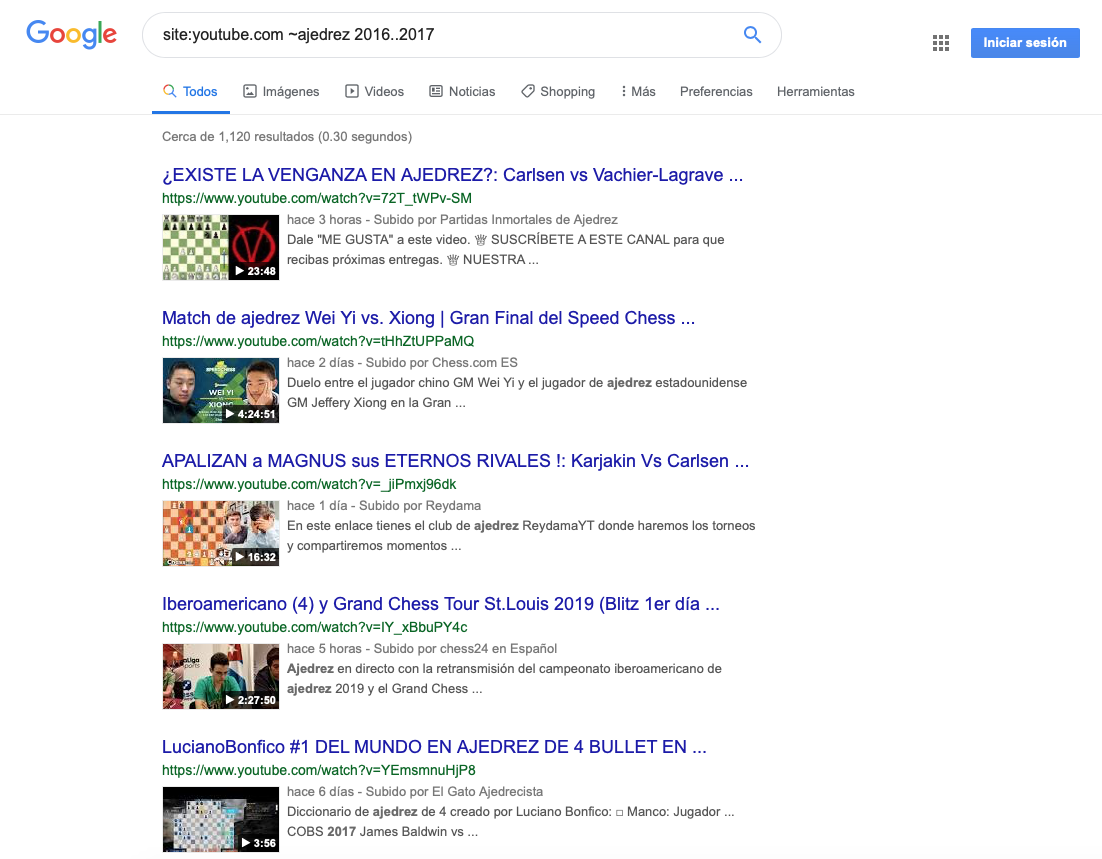 Google
site:youtube.com ~ajedrez 2016..2017
Iniciar sesión
Todos Imágenes Videos Noticias Shopping Más Preferencias Herramientas
Cerca de 1,120 resultados (0.30 segundos)
¿EXISTE LA VENGANZA EN AJEDREZ?: Carlsen vs Vachier-Lagrave ...
https://www.youtube.com/watch?v=72T_tWPv-SM
hace 3 horas - Subido por Partidas Inmortales de Ajedrez
Dale "ME GUSTA" a este video. ♕ SUSCRÍBETE A ESTE CANAL para que
recibas próximas entregas. ♕ NUESTRA ...
23:48
Match de ajedrez Wei Yi vs. Xiong | Gran Final del Speed Chess ...
https://www.youtube.com/watch?v=tHhZtUPPaMQ
hace 2 días - Subido por Chess.com ES
Duelo entre el jugador chino GM Wei Yi y el jugador de ajedrez estadounidense
GM Jeffery Xiong en la Gran ...
WEI YI
XIONG
4:24:51
APALIZAN a MAGNUS sus ETERNOS RIVALES !: Karjakin Vs Carlsen ...
https://www.youtube.com/watch?v=_jiPmxj96dk
hace 1 día - Subido por Reydama
En este enlace tienes el club de ajedrez ReydamaYT donde haremos los torneos
y compartiremos momentos ...
16:32
Iberoamericano (4) y Grand Chess Tour St.Louis 2019 (Blitz 1er día ...
https://www.youtube.com/watch?v=IY_xBbuPY4c
hace 5 horas - Subido por chess24 en Español
Ajedrez en directo con la retransmisión del campeonato iberoamericano de
ajedrez 2019 y el Grand Chess ...
2:27:50
LucianoBonfico #1 DEL MUNDO EN AJEDREZ DE 4 BULLET EN ...
https://www.youtube.com/watch?v=YEmsmnuHjP8
hace 6 días - Subido por El Gato Ajedrecista
Diccionario de ajedrez de 4 creado por Luciano Bonfico: □ Manco: Jugador ...
COBS 2017 James Baldwin vs ...
3:56